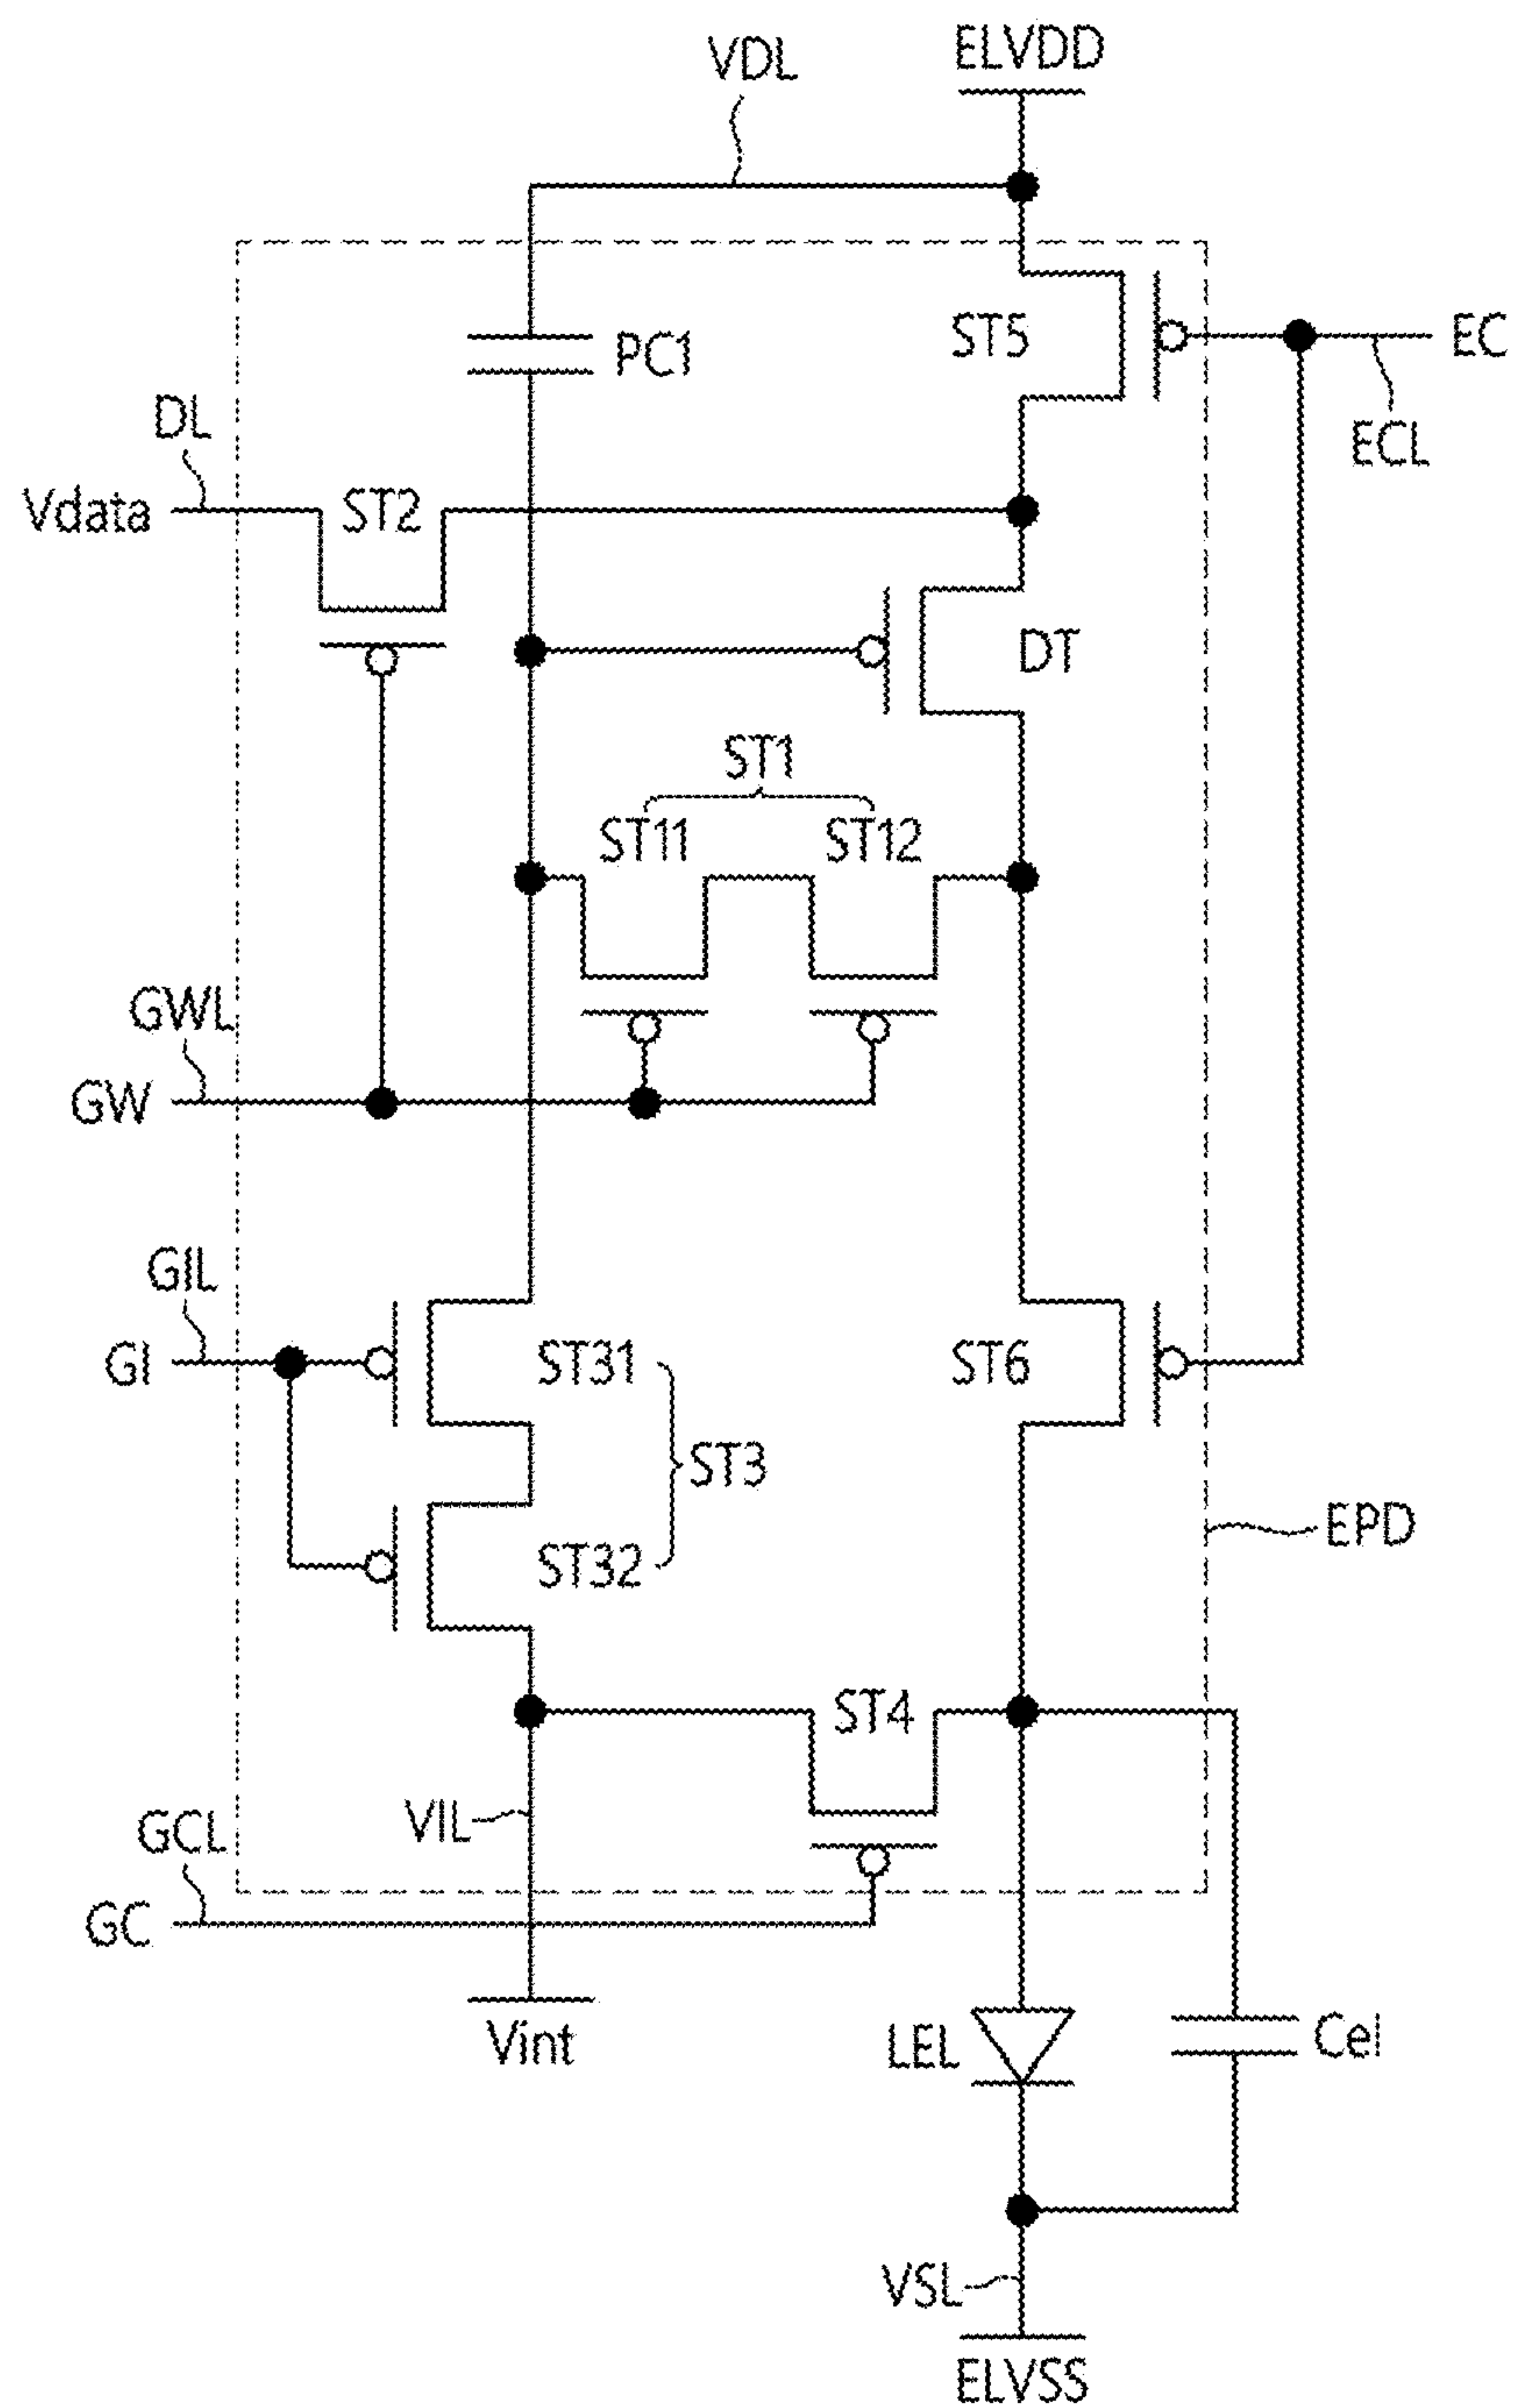 ELVDD
VDL
ST5
EC
PC1
ECL
DL
Vdata
ST2
DT
ST1
ST11
ST12
GWL
GW
GIL
GI
ST31
ST6
ST3
EPD
ST32
ST4
VIL
GCL
GC
Vint
LEL
Cel
VSL
ELVSS